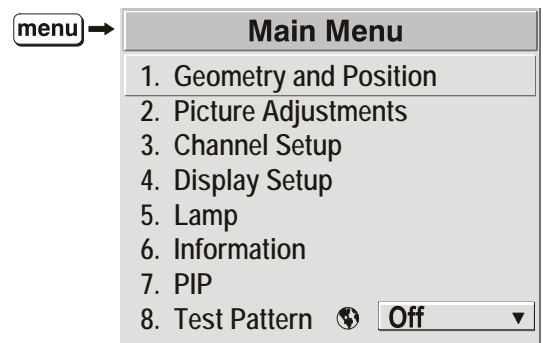 menu
Main Menu
1. Geometry and Position
2. Picture Adjustments
3. Channel Setup
4. Display Setup
5. Lamp
6. Information
7. PIP
8. Test Pattern Off